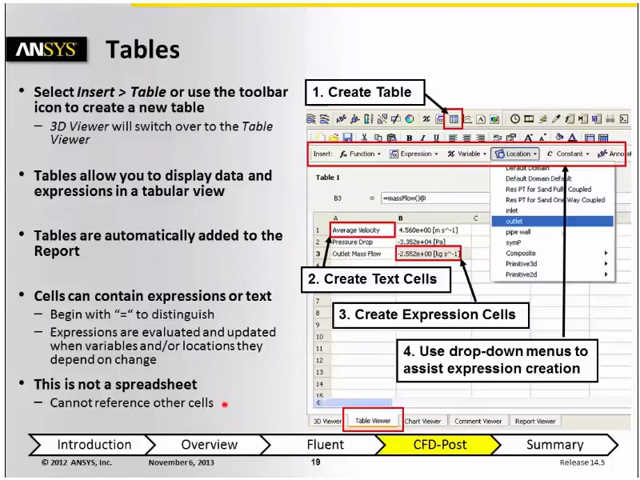 ANSYS
Tables
• Select Insert > Table or use the toolbar
icon to create a new table
– 3D Viewer will switch over to the Table
Viewer
• Tables allow you to display data and
expressions in a tabular view
• Tables are automatically added to the
Report
• Cells can contain expressions or text
– Begin with "=" to distinguish
– Expressions are evaluated and updated
when variables and/or locations they
depend on change
• This is not a spreadsheet
– Cannot reference other cells
1. Create Table
Insert: Function Expression Variable Location Constant
Default Domain
Default Domain Default
Res PT for Sand Fully Coupled
Res PT for Sand One Way Coupled
inlet
outlet
pipe wall
symP
Composite
Primitive3d
Primitive2d
Table 1
B3 =massFlow()@
A B C
1 Average Velocity 4.560e+00 [m s^-1]
2 Pressure Drop -3.352e+04 [Pa]
3 Outlet Mass Flow -2.552e+00 [kg s^-1]
8
9
10
11
12
13
14
15
2. Create Text Cells
3. Create Expression Cells
4. Use drop-down menus to
assist expression creation
3D Viewer Table Viewer Chart Viewer Comment Viewer Report Viewer
Introduction Overview Fluent CFD-Post Summary
© 2012 ANSYS, Inc. November 6, 2013 19 Release 14.5